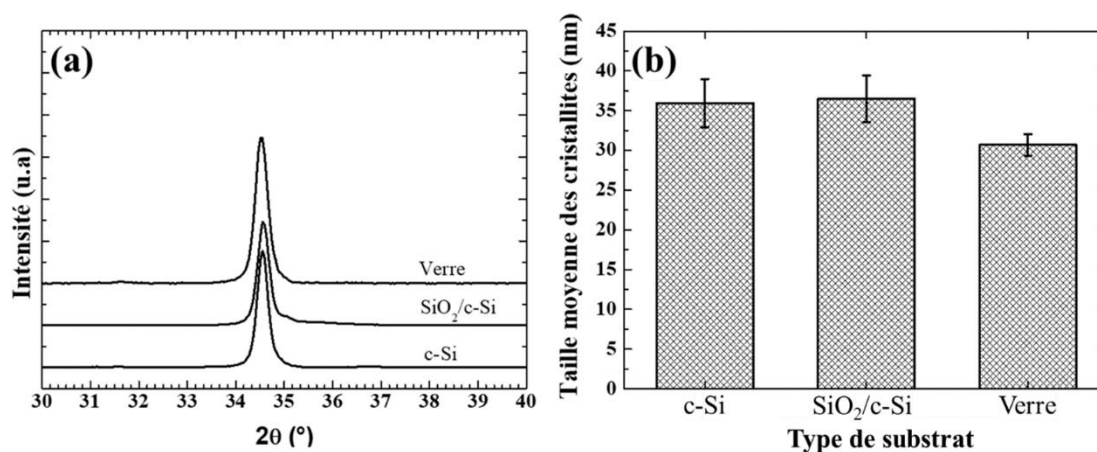 (a)
Intensité (u.a)
Verre
SiO₂/c-Si
c-Si
30 31 32 33 34 35 36 37 38 39 40
2θ (°)
(b)
Taille moyenne des cristallites (nm)
45
40
35
30
25
20
15
10
5
0
c-Si SiO₂/c-Si Verre
Type de substrat